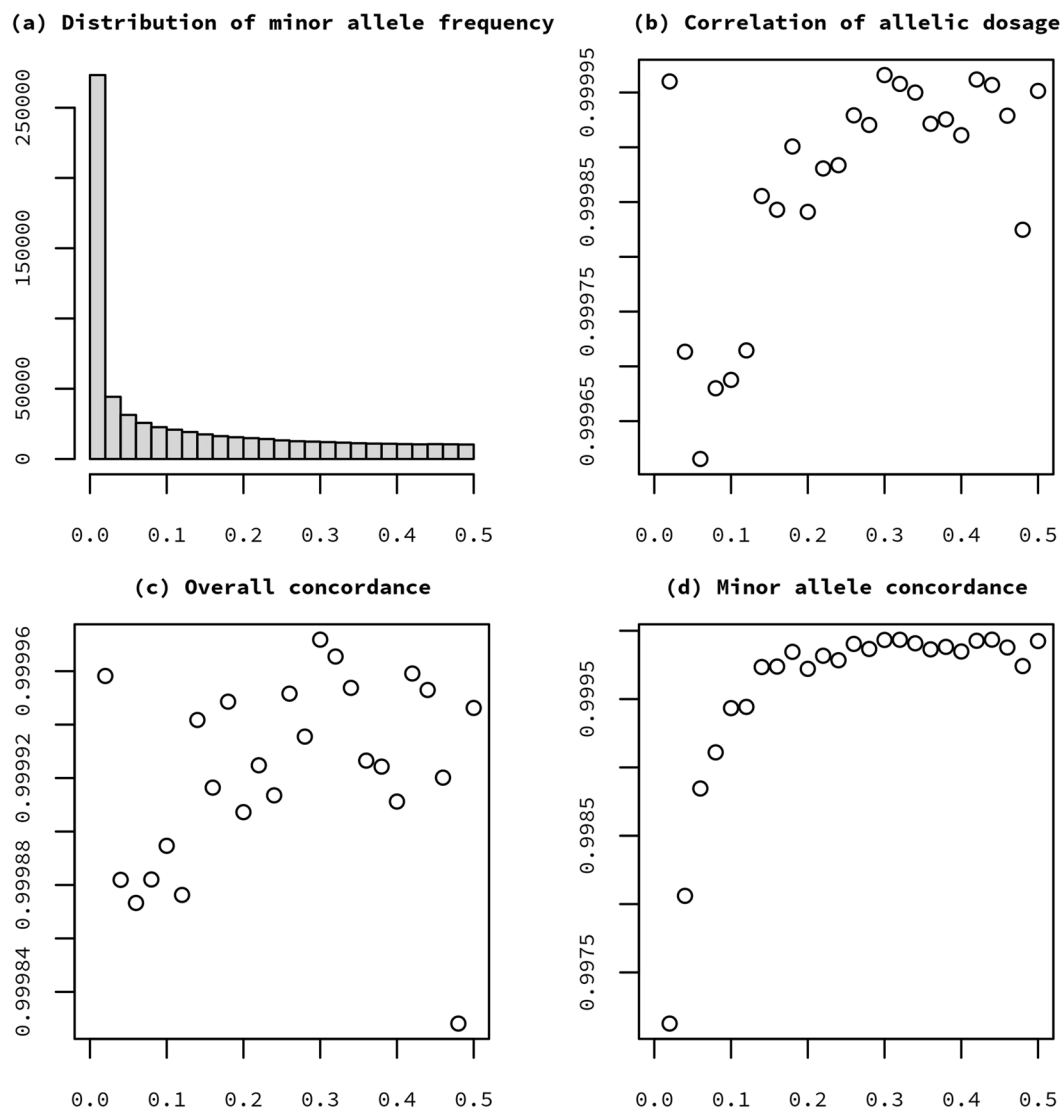 (a) Distribution of minor allele frequency
250000
150000
50000
0
0.0 0.1 0.2 0.3 0.4 0.5
(b) Correlation of allelic dosage
0.99995
0.99985
0.99975
0.99965
0.0 0.1 0.2 0.3 0.4 0.5
(c) Overall concordance
0.99996
0.99992
0.99988
0.99984
0.0 0.1 0.2 0.3 0.4 0.5
(d) Minor allele concordance
0.9995
0.9985
0.9975
0.0 0.1 0.2 0.3 0.4 0.5